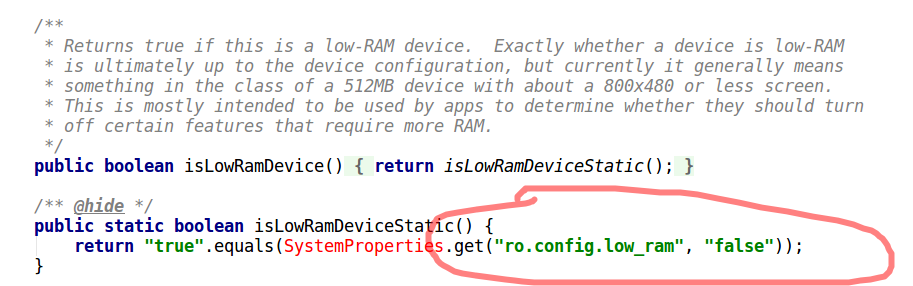 /**
 * Returns true if this is a low-RAM device.  Exactly whether a device is low-RAM
 * is ultimately up to the device configuration, but currently it generally means
 * something in the class of a 512MB device with about a 800x480 or less screen.
 * This is mostly intended to be used by apps to determine whether they should turn
 * off certain features that require more RAM.
 */
public boolean isLowRamDevice() { return isLowRamDeviceStatic(); }
/** @hide */
public static boolean isLowRamDeviceStatic() {
    return "true".equals(SystemProperties.get("ro.config.low_ram", "false"));
}